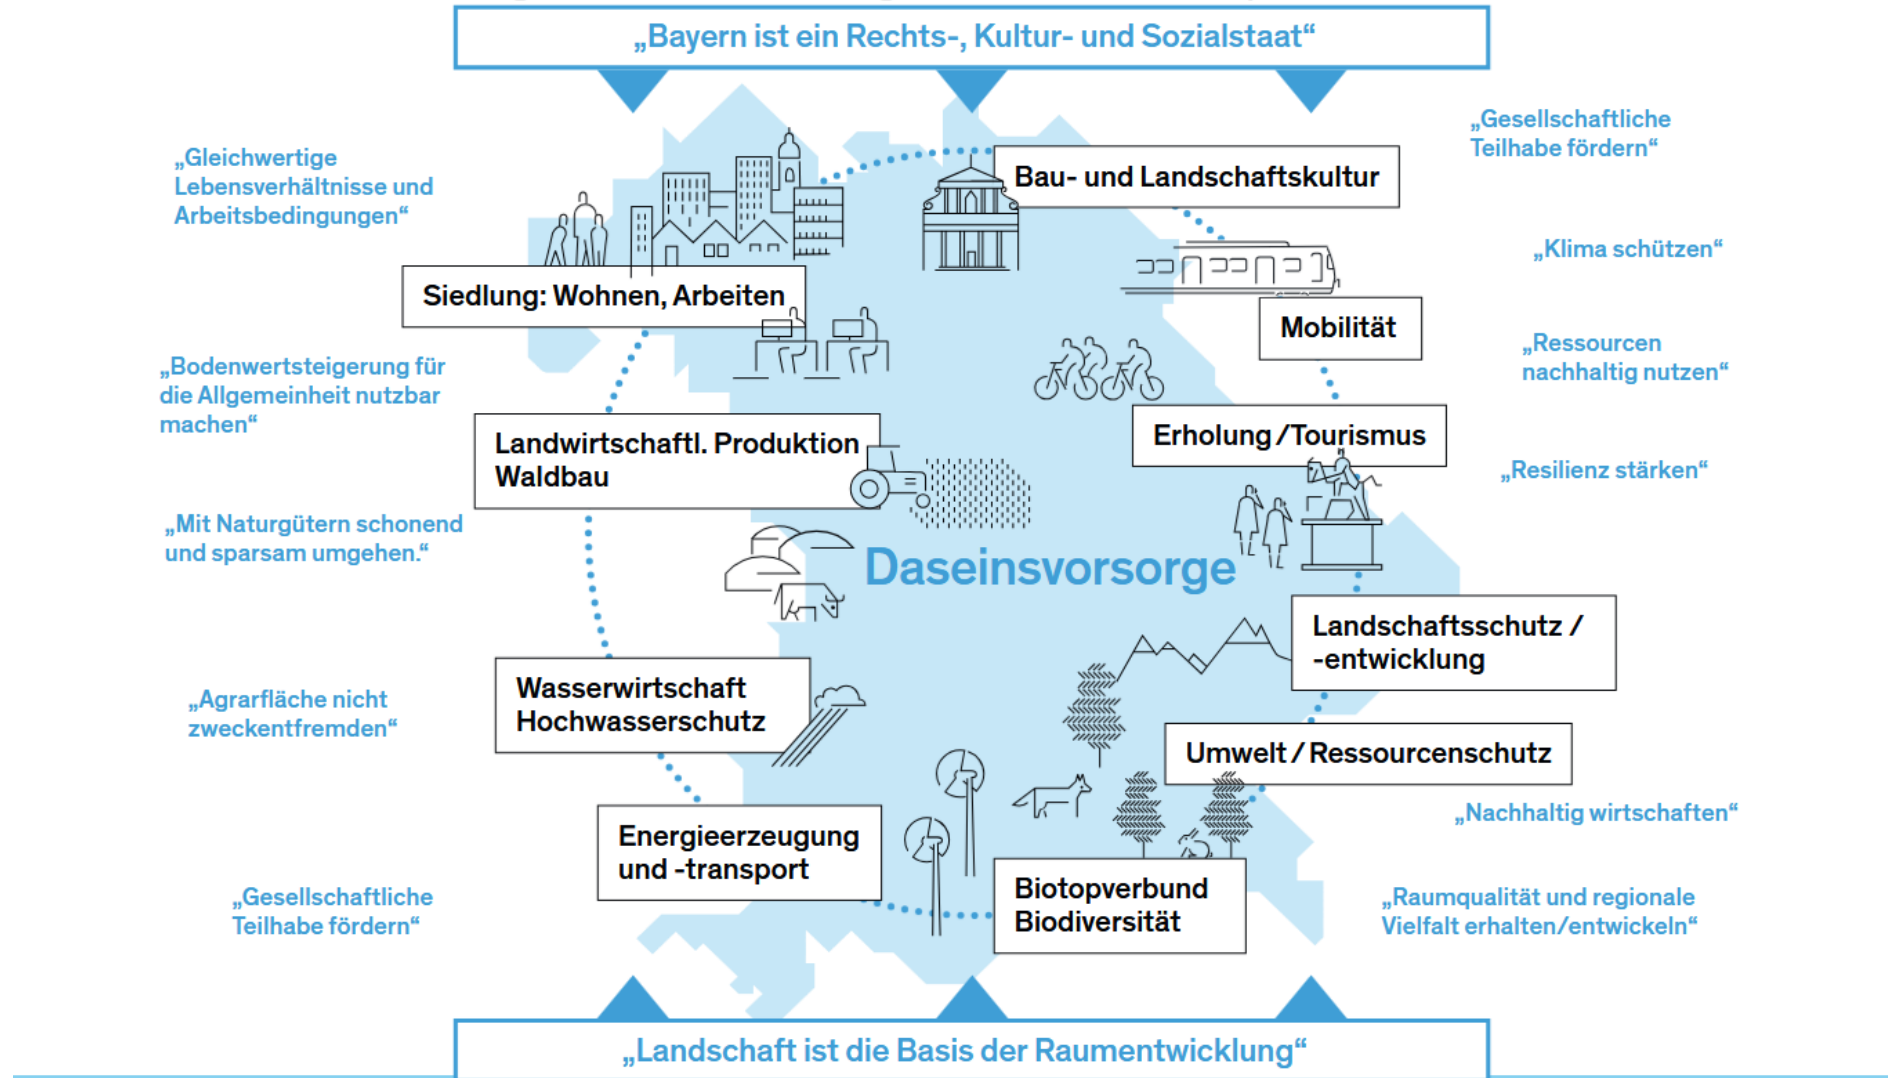 „Bayern ist ein Rechts-, Kultur- und Sozialstaat“
„Gleichwertige
Lebensverhältnisse und
Arbeitsbedingungen“
„Gesellschaftliche
Teilhabe fördern“
Bau- und Landschaftskultur
„Klima schützen“
Siedlung: Wohnen, Arbeiten
Mobilität
„Ressourcen
nachhaltig nutzen“
„Bodenwertsteigerung für
die Allgemeinheit nutzbar
machen“
Landwirtschaftl. Produktion
Waldbau
Erholung/Tourismus
„Resilienz stärken“
„Mit Naturgütern schonend
und sparsam umgehen.“
Daseinsvorsorge
Landschaftsschutz /
-entwicklung
Wasserwirtschaft
Hochwasserschutz
„Agrarfläche nicht
zweckentfremden“
Umwelt / Ressourcenschutz
„Nachhaltig wirtschaften“
Energieerzeugung
und -transport
Biotopverbund
Biodiversität
„Gesellschaftliche
Teilhabe fördern“
„Raumqualität und regionale
Vielfalt erhalten/entwickeln“
„Landschaft ist die Basis der Raumentwicklung“